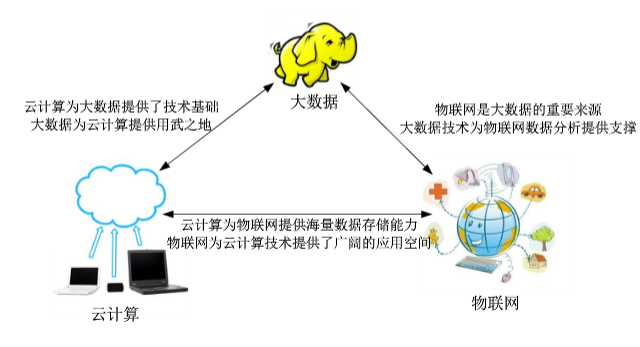 大数据
云计算为大数据提供了技术基础
大数据为云计算提供用武之地
物联网是大数据的重要来源
大数据技术为物联网数据分析提供支撑
云计算为物联网提供海量数据存储能力
物联网为云计算技术提供了广阔的应用空间
云计算
物联网